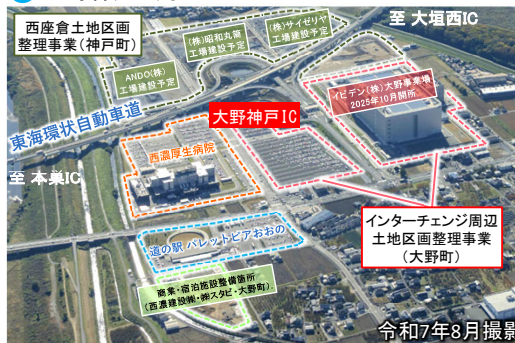 西座倉土地区画
整理事業(神戸町)
(株)昭和丸筒
工場建設予定
(株)サイゼリヤ
工場建設予定
至 大垣西IC
ANDO(株)
工場建設予定
イビデン(株)大野事業場
2025年10月開所
東海環状自動車道
大野神戸IC
西濃厚生病院
至 本巣IC
インターチェンジ周辺
土地区画整理事業
(大野町)
道の駅 パレットピアおおの
商業・宿泊施設整備箇所
(西濃建設㈱・㈱スタビ・大野町)
令和7年8月撮影